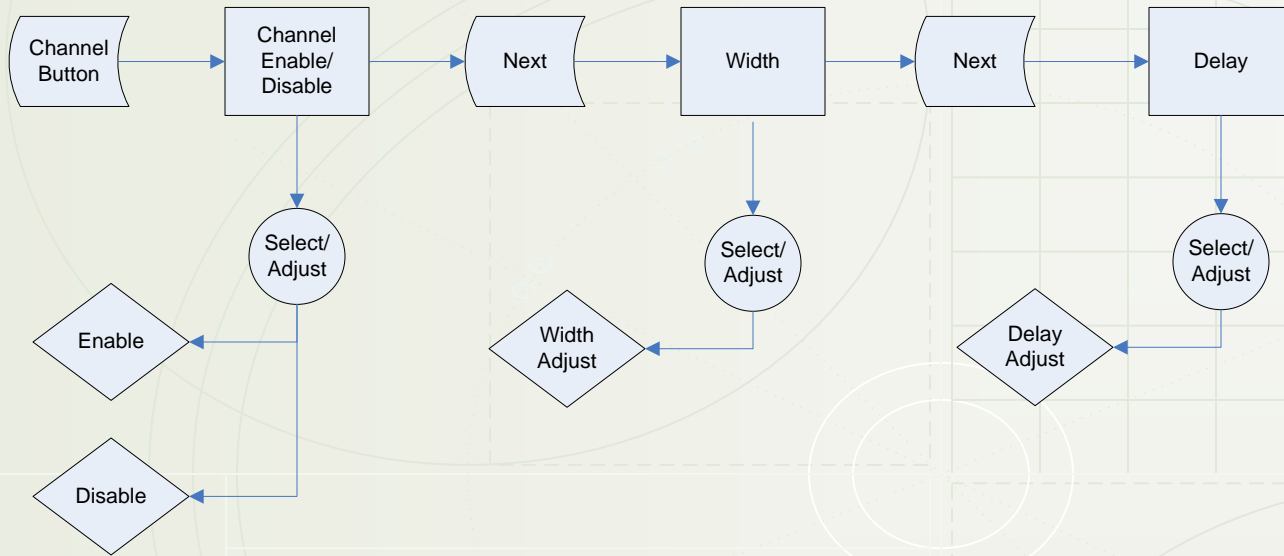 Channel
Button
Channel
Enable/
Disable
Next
Width
Next
Delay
Select/
Adjust
Select/
Adjust
Select/
Adjust
Enable
Width
Adjust
Delay
Adjust
Disable